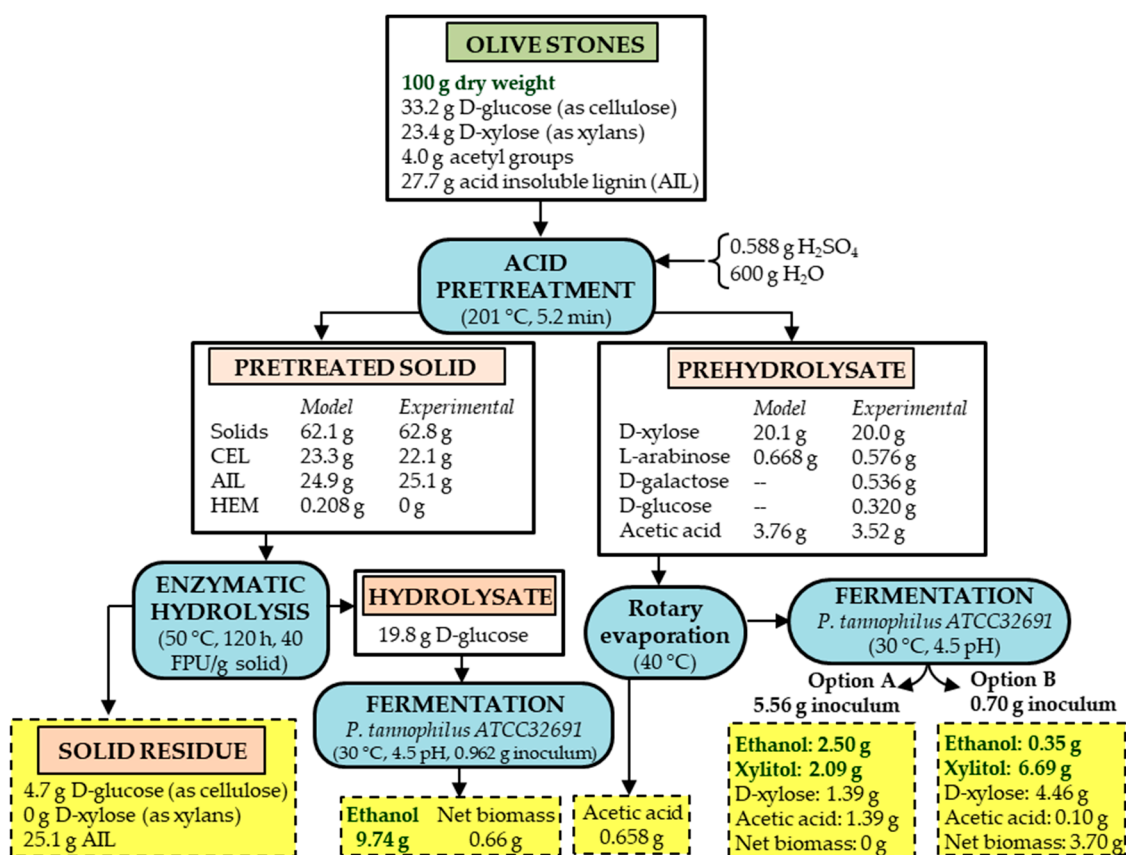 OLIVE STONES
100 g dry weight
33.2 g D-glucose (as cellulose)
23.4 g D-xylose (as xylans)
4.0 g acetyl groups
27.7 g acid insoluble lignin (AIL)
ACID
PRETREATMENT
(201 °C, 5.2 min)
0.588 g H₂SO₄
600 g H₂O
PRETREATED SOLID
Model Experimental
Solids 62.1 g 62.8 g
CEL 23.3 g 22.1 g
AIL 24.9 g 25.1 g
HEM 0.208 g 0 g
PREHYDROLYSATE
Model Experimental
D-xylose 20.1 g 20.0 g
L-arabinose 0.668 g 0.576 g
D-galactose -- 0.536 g
D-glucose -- 0.320 g
Acetic acid 3.76 g 3.52 g
ENZYMATIC
HYDROLYSIS
(50 °C, 120 h, 40
FPU/g solid)
HYDROLYSATE
19.8 g D-glucose
Rotary
evaporation
(40 °C)
FERMENTATION
P. tannophilus ATCC32691
(30 °C, 4.5 pH)
Option A
5.56 g inoculum
Option B
0.70 g inoculum
FERMENTATION
P. tannophilus ATCC32691
(30 °C, 4.5 pH, 0.962 g inoculum)
SOLID RESIDUE
4.7 g D-glucose (as cellulose)
0 g D-xylose (as xylans)
25.1 g AIL
Ethanol Net biomass
9.74 g 0.66 g
Acetic acid
0.658 g
Ethanol: 2.50 g
Xylitol: 2.09 g
D-xylose: 1.39 g
Acetic acid: 1.39 g
Net biomass: 0 g
Ethanol: 0.35 g
Xylitol: 6.69 g
D-xylose: 4.46 g
Acetic acid: 0.10 g
Net biomass: 3.70 g